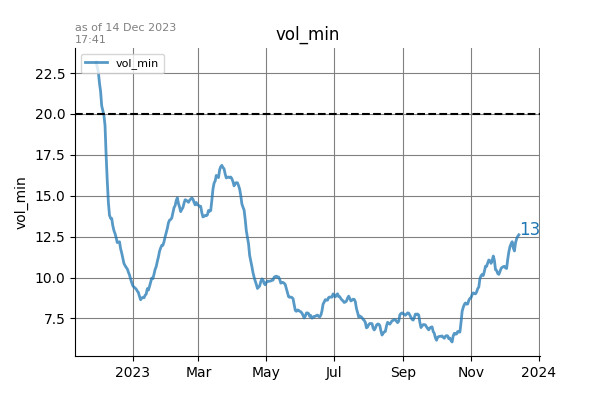 as of 14 Dec 2023
17:41
vol_min
vol_min
22.5
20.0
17.5
15.0
12.5
10.0
7.5
vol_min
13
2023
Mar
May
Jul
Sep
Nov
2024